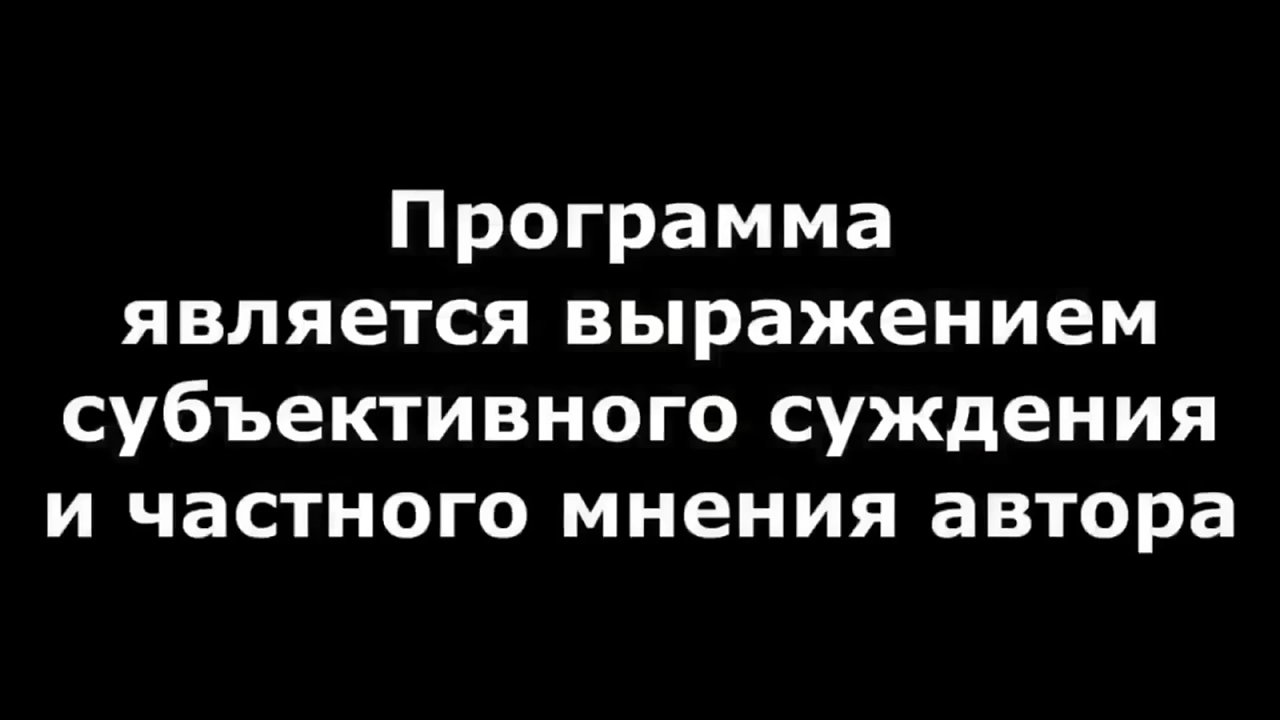 Программа
является выражением
субъективного суждения
и частного мнения автора